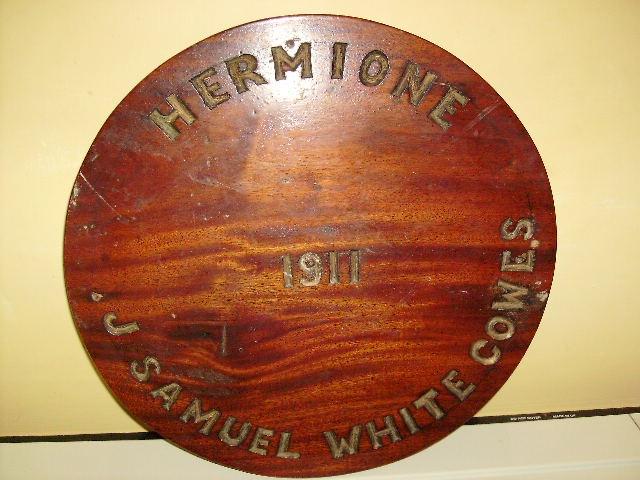 HERMIONE
1911
J SAMUEL WHITE COWES